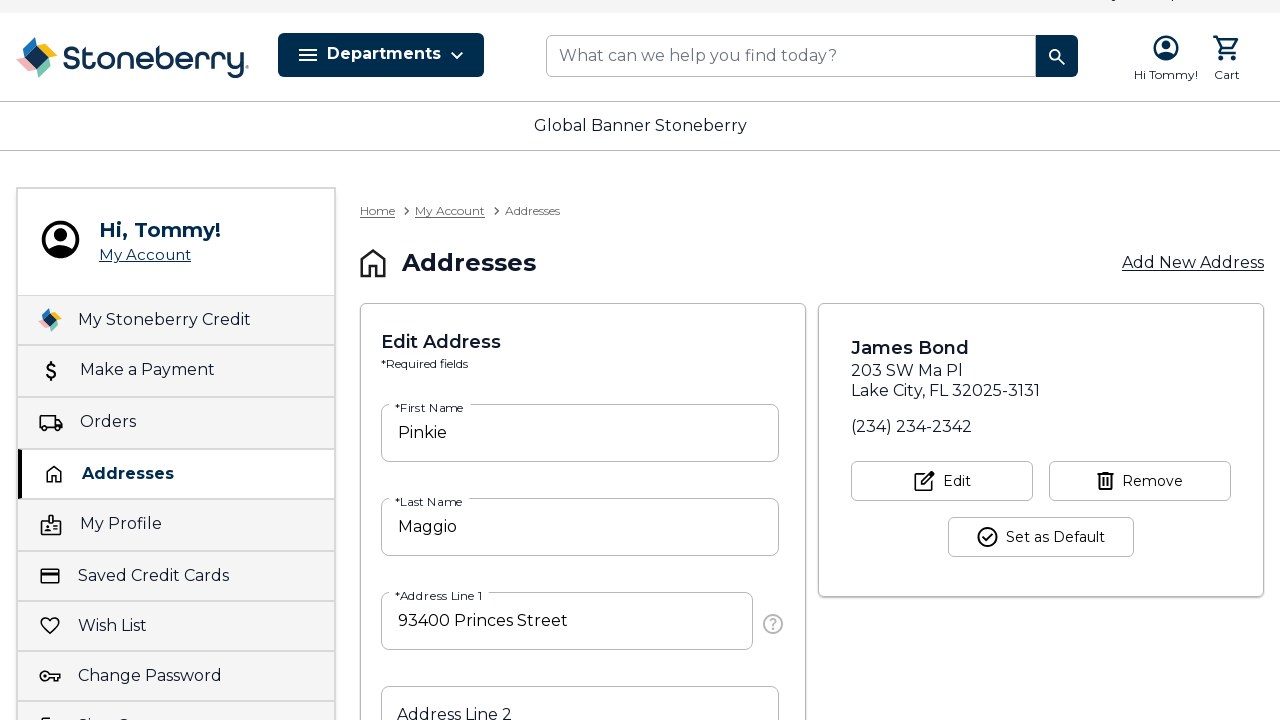 Stoneberry
Departments
What can we help you find today?
Hi Tommy!
Cart
Global Banner Stoneberry
Hi, Tommy!
My Account
My Stoneberry Credit
Make a Payment
Orders
Addresses
My Profile
Saved Credit Cards
Wish List
Change Password
Home
My Account
Addresses
Addresses
Add New Address
Edit Address
*Required fields
*First Name
Pinkie
*Last Name
Maggio
*Address Line 1
93400 Princes Street
Address Line 2
James Bond
203 SW Ma Pl
Lake City, FL 32025-3131
(234) 234-2342
Edit
Remove
Set as Default